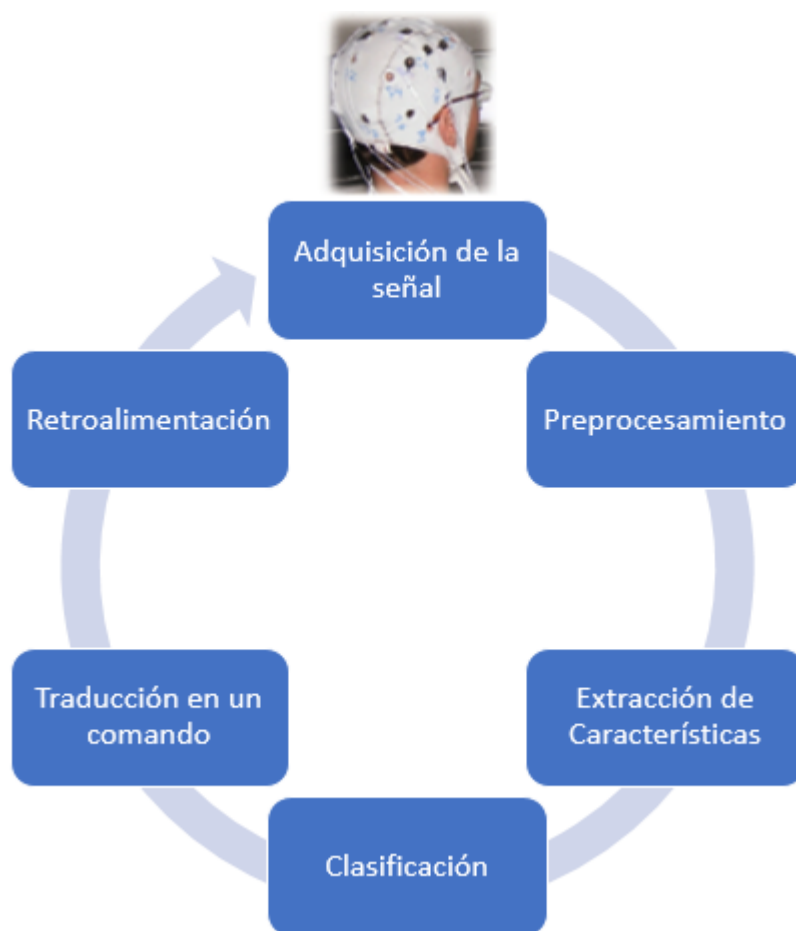 Adquisición de la
señal
Preprocesamiento
Extracción de
Características
Clasificación
Traducción en un
comando
Retroalimentación